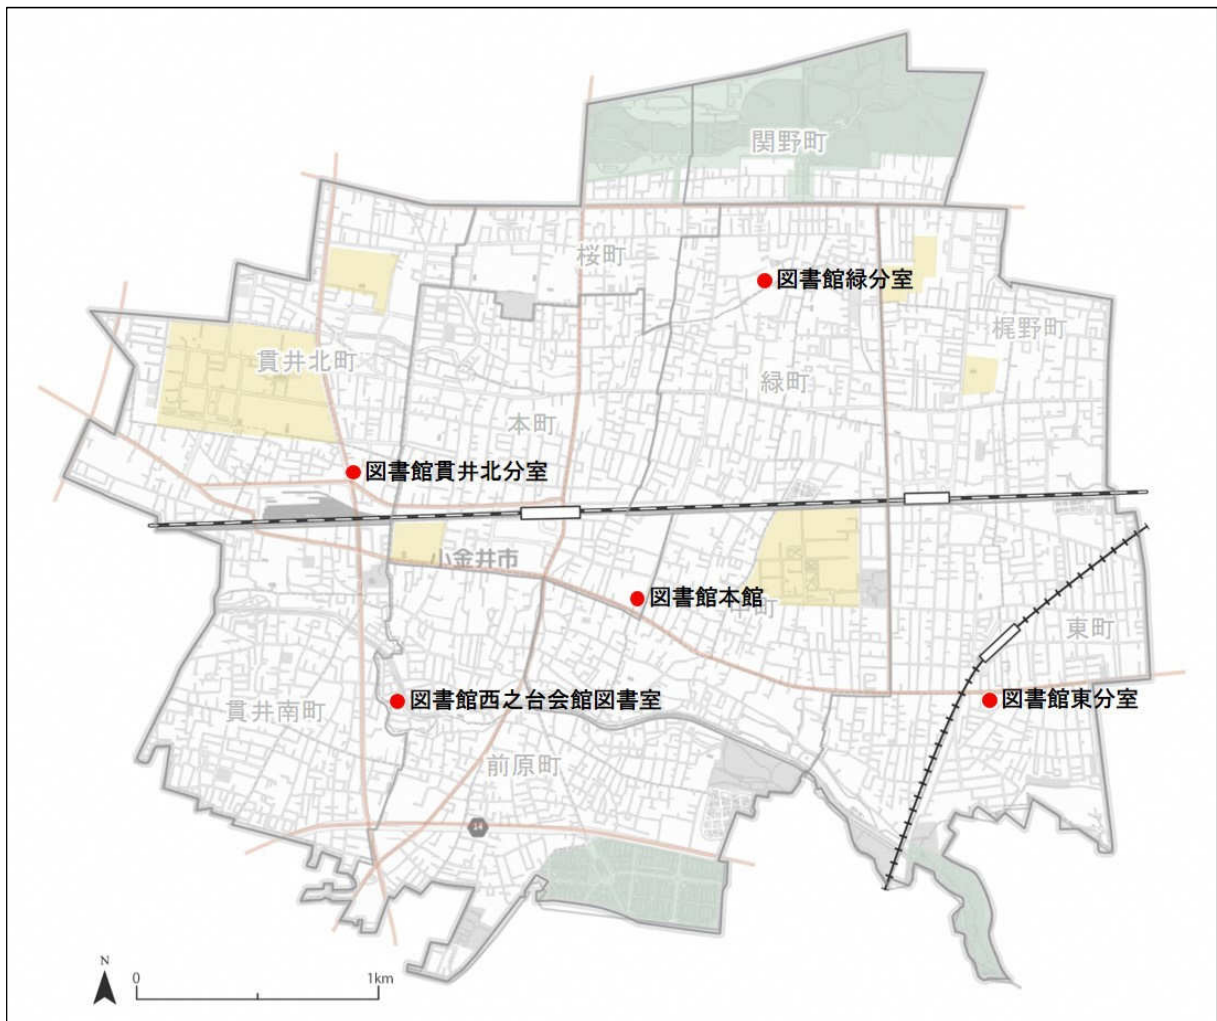 関野町
桜町
図書館緑分室
梶野町
貫井北町
緑町
本町
図書館貫井北分室
小金井市
図書館本館
中町
東町
図書館西之台会館図書室
図書館東分室
貫井南町
前原町
14
N
0
1km